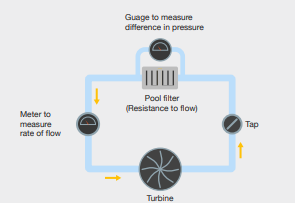 Guage to measure
difference in pressure
Pool filter
(Resistance to flow)
Meter to
measure
rate of flow
Tap
Turbine